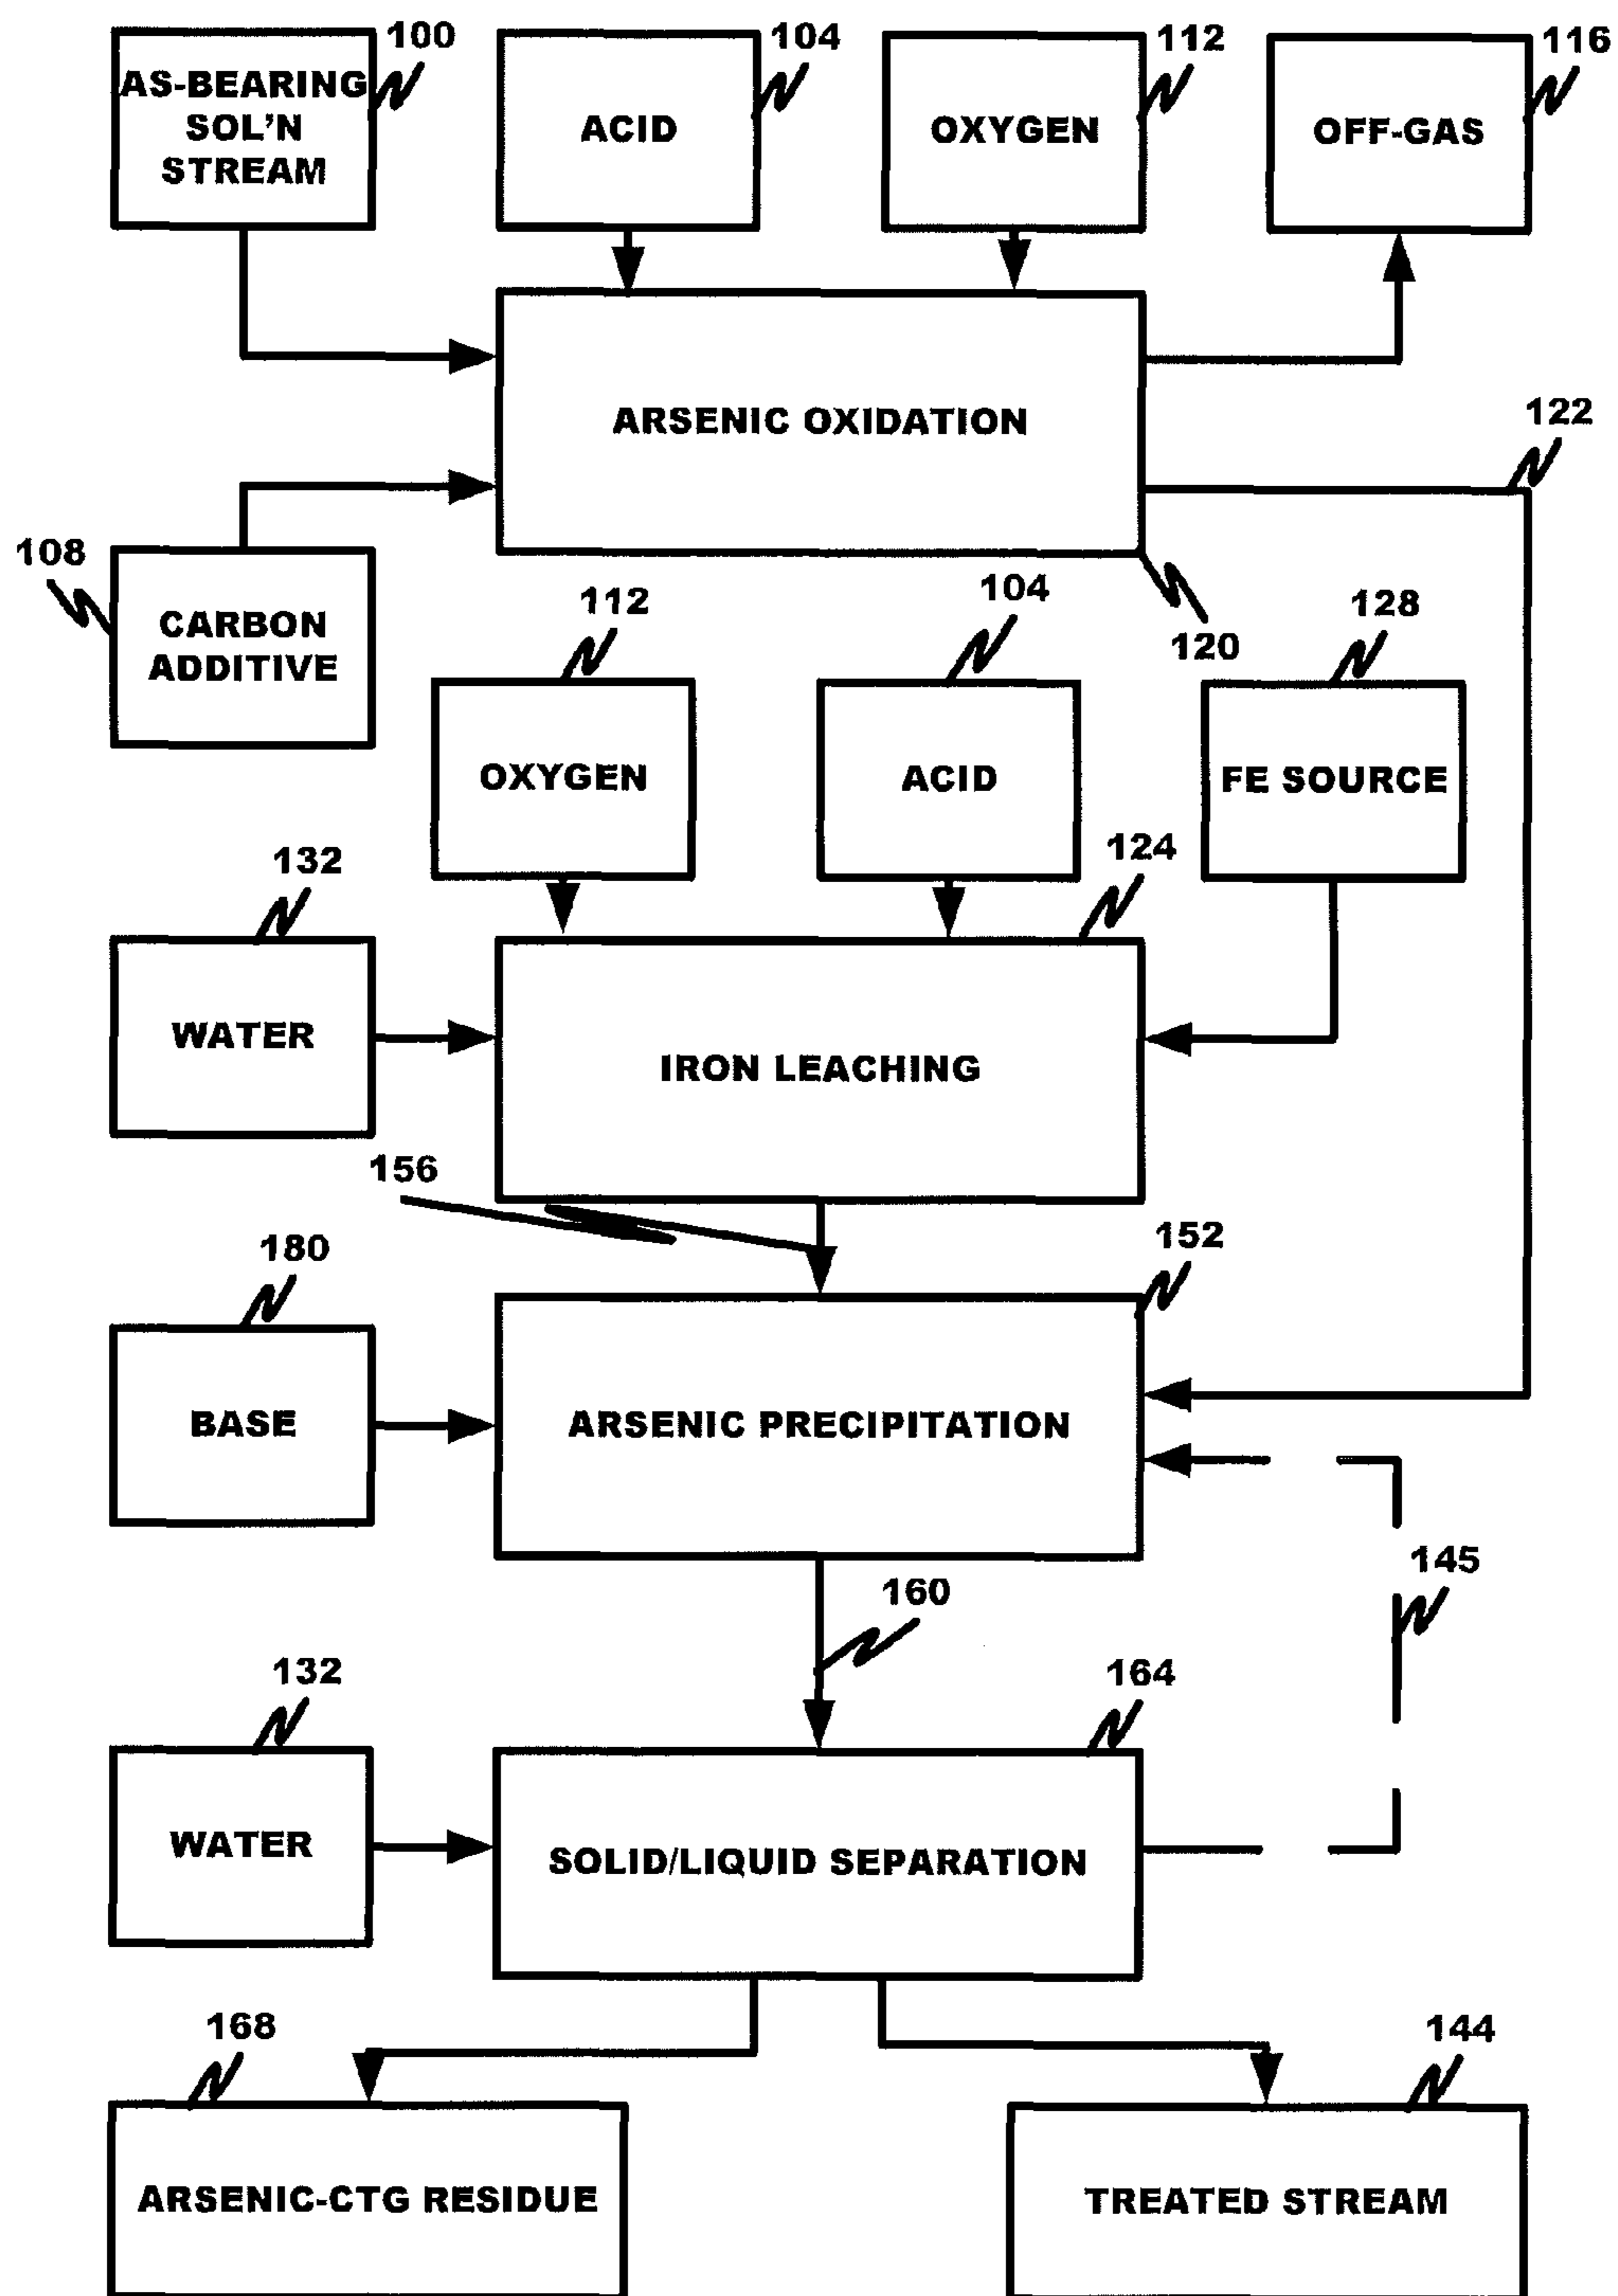 100
104
112
116
AS-BEARING
SOL'N
STREAM
ACID
OXYGEN
OFF-GAS
ARSENIC OXIDATION
122
108
CARBON
ADDITIVE
112
104
120
128
OXYGEN
ACID
FE SOURCE
132
124
WATER
IRON LEACHING
156
180
152
BASE
ARSENIC PRECIPITATION
145
160
132
164
WATER
SOLID/LIQUID SEPARATION
168
144
ARSENIC-CTG RESIDUE
TREATED STREAM